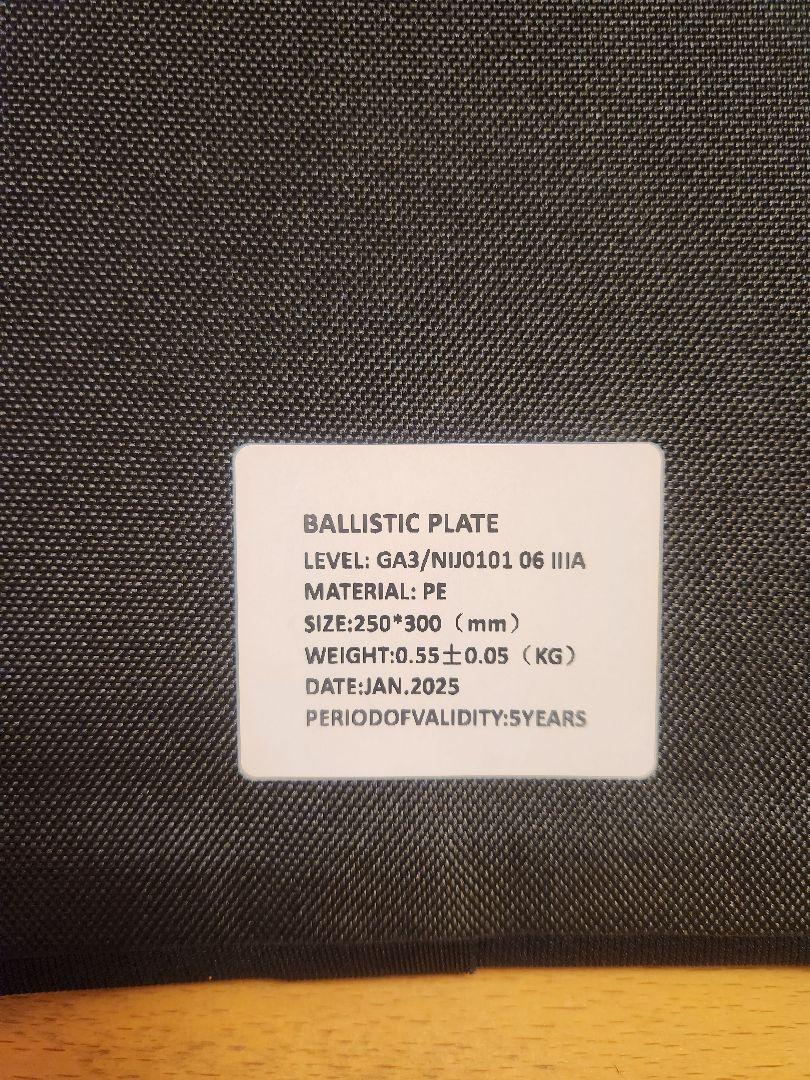 BALLISTIC PLATE
LEVEL: GA3/NIJ0101 06 IIIA
MATERIAL: PE
SIZE:250*300（mm）
WEIGHT:0.55±0.05（KG）
DATE:JAN.2025
PERIODOFVALIDITY:5YEARS